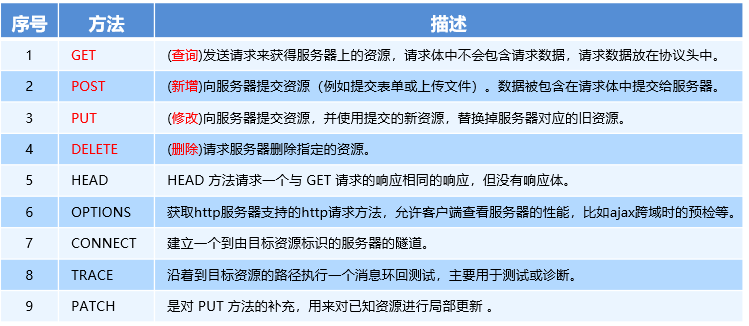 序号 方法 描述
1 GET (查询)发送请求来获得服务器上的资源，请求体中不会包含请求数据，请求数据放在协议头中。
2 POST (新增)向服务器提交资源（例如提交表单或上传文件）。数据被包含在请求体中提交给服务器。
3 PUT (修改)向服务器提交资源，并使用提交的新资源，替换掉服务器对应的旧资源。
4 DELETE (删除)请求服务器删除指定的资源。
5 HEAD HEAD 方法请求一个与 GET 请求的响应相同的响应，但没有响应体。
6 OPTIONS 获取http服务器支持的http请求方法，允许客户端查看服务器的性能，比如ajax跨域时的预检等。
7 CONNECT 建立一个到由目标资源标识的服务器的隧道。
8 TRACE 沿着到目标资源的路径执行一个消息环回测试，主要用于测试或诊断。
9 PATCH 是对 PUT 方法的补充，用来对已知资源进行局部更新 。